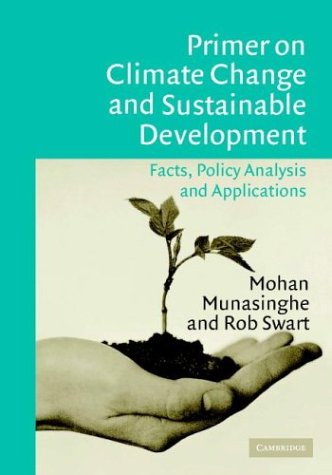 Primer on
Climate Change
and Sustainable
Development
Facts, Policy Analysis
and Applications
Mohan
Munasinghe
and Rob Swart
CAMBRIDGE